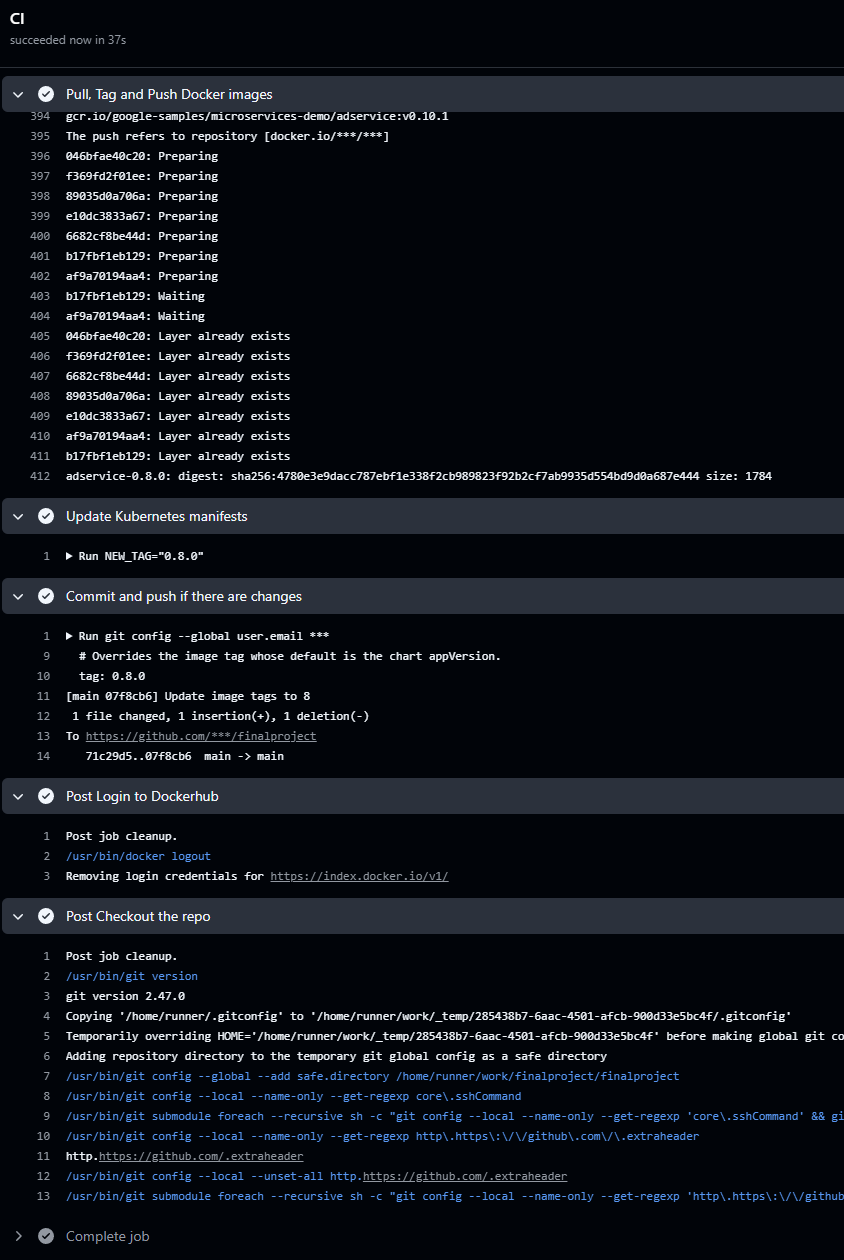 CI
succeeded now in 37s
Pull, Tag and Push Docker images
394 gcr.io/google-samples/microservices-demo/adservice:v0.10.1
395 The push refers to repository [docker.io/***/***]
396 046bfae40c20: Preparing
397 f369fd2f01ee: Preparing
398 89035d0a706a: Preparing
399 e10dc3833a67: Preparing
400 6682cf8be44d: Preparing
401 b17fbf1eb129: Preparing
402 af9a70194aa4: Preparing
403 b17fbf1eb129: Waiting
404 af9a70194aa4: Waiting
405 046bfae40c20: Layer already exists
406 f369fd2f01ee: Layer already exists
407 6682cf8be44d: Layer already exists
408 89035d0a706a: Layer already exists
409 e10dc3833a67: Layer already exists
410 af9a70194aa4: Layer already exists
411 b17fbf1eb129: Layer already exists
412 adservice-0.8.0: digest: sha256:4780e3e9dacc787ebf1e338f2cb989823f92b2cf7ab9935d554bd9d0a687e444 size: 1784
Update Kubernetes manifests
1 Run NEW_TAG="0.8.0"
Commit and push if there are changes
1 Run git config --global user.email ***
9 # Overrides the image tag whose default is the chart appVersion.
10 tag: 0.8.0
11 [main 07f8cb6] Update image tags to 8
12 1 file changed, 1 insertion(+), 1 deletion(-)
13 To https://github.com/***/finalproject
14 71c29d5..07f8cb6 main -> main
Post Login to Dockerhub
1 Post job cleanup.
2 /usr/bin/docker logout
3 Removing login credentials for https://index.docker.io/v1/
Post Checkout the repo
1 Post job cleanup.
2 /usr/bin/git version
3 git version 2.47.0
4 Copying '/home/runner/.gitconfig' to '/home/runner/work/_temp/285438b7-6aac-4501-afcb-900d33e5bc4f/.gitconfig'
5 Temporarily overriding HOME='/home/runner/work/_temp/285438b7-6aac-4501-afcb-900d33e5bc4f' before making global git co
6 Adding repository directory to the temporary git global config as a safe directory
7 /usr/bin/git config --global --add safe.directory /home/runner/work/finalproject/finalproject
8 /usr/bin/git config --local --name-only --get-regexp core\.sshCommand
9 /usr/bin/git submodule foreach --recursive sh -c "git config --local --name-only --get-regexp 'core\.sshCommand' && gi
10 /usr/bin/git config --local --name-only --get-regexp http\.https\:\/\/github\.com\/\.extraheader
11 http.https://github.com/.extraheader
12 /usr/bin/git config --local --unset-all http.https://github.com/.extraheader
13 /usr/bin/git submodule foreach --recursive sh -c "git config --local --name-only --get-regexp 'http\.https\:\/\/github
Complete job